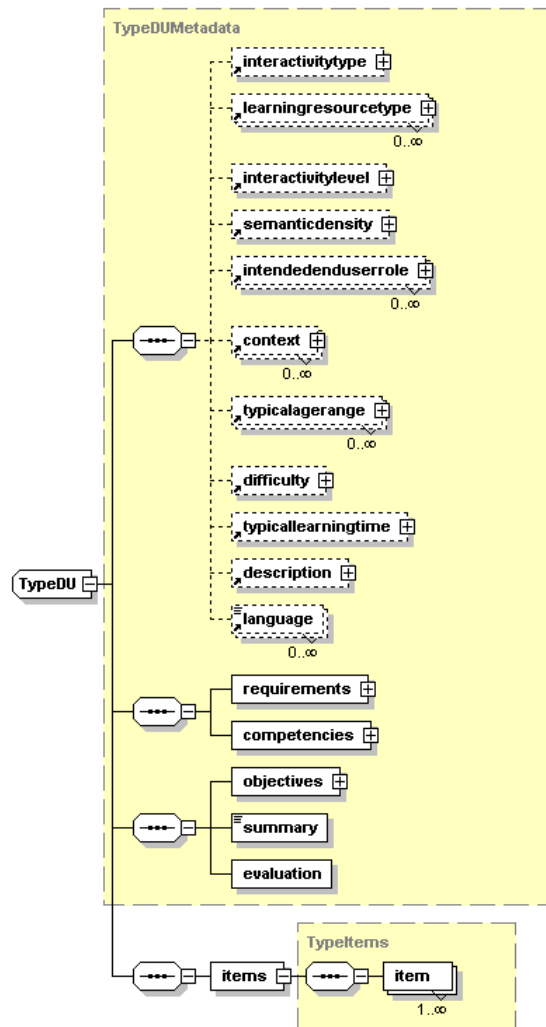 TypeDUMetadata
interactivitytype
learningresourcetype
0..∞
interactivitylevel
semanticdensity
intendedenduserrole
0..∞
context
0..∞
typicalagerange
0..∞
difficulty
typicallearningtime
description
TypeDU
language
0..∞
requirements
competencies
objectives
summary
evaluation
TypeItems
items
item
1..∞